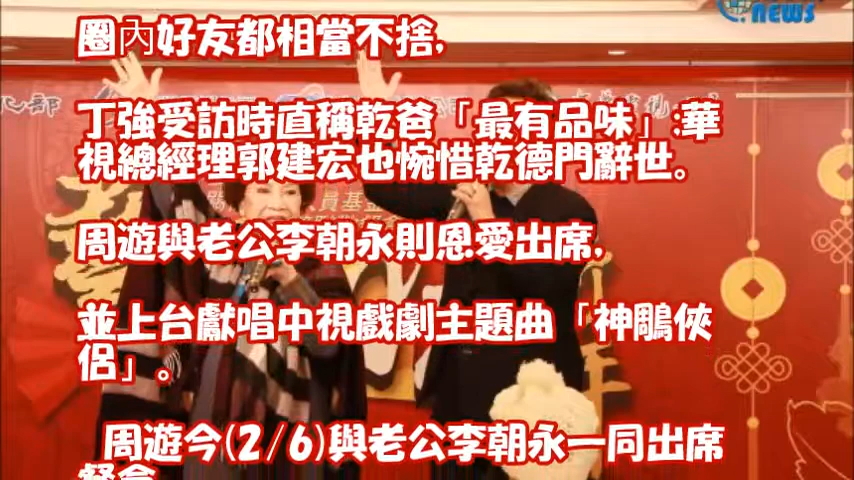 NEWS
圈內好友都相當不捨,
丁強受訪時直稱乾爸「最有品味」:華
視總經理郭建宏也惋惜乾德門辭世。
周遊與老公李朝永則恩愛出席,
並上台獻唱中視戲劇主題曲「神鵰俠
侶」。
周遊今(2/6)與老公李朝永一同出席
餐會